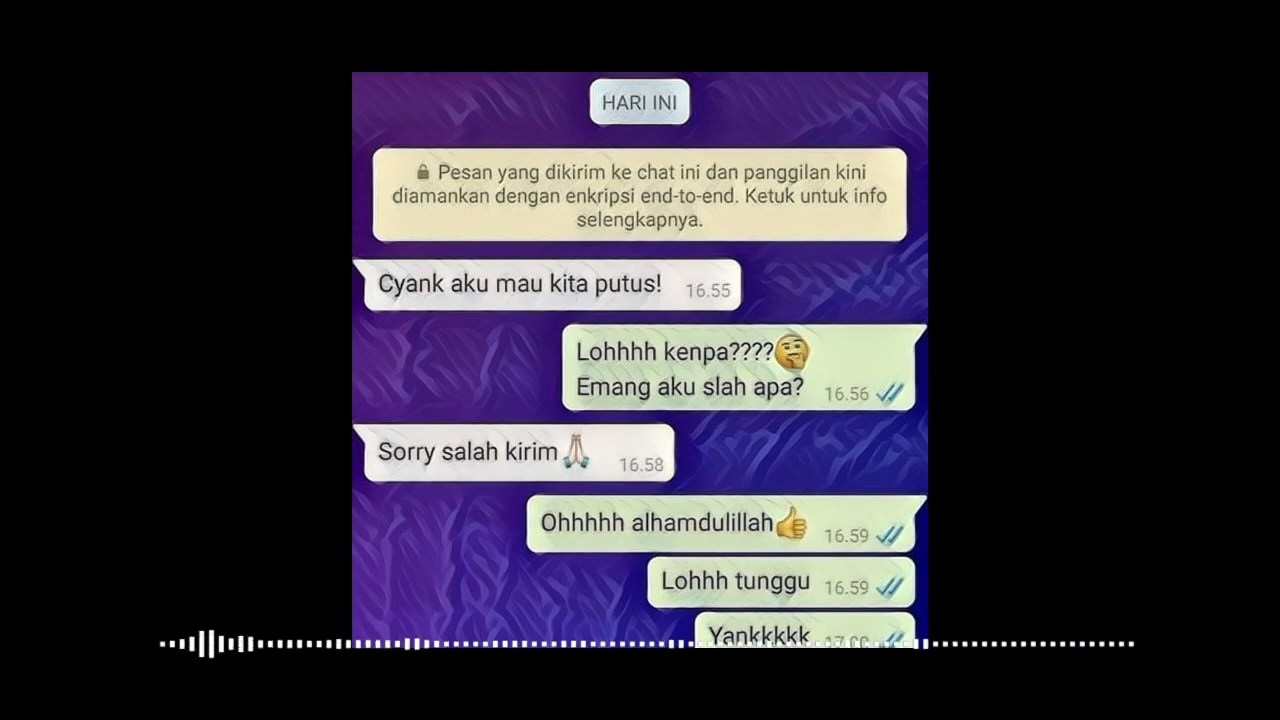 HARI INI
🔒 Pesan yang dikirim ke chat ini dan panggilan kini
diamankan dengan enkripsi end-to-end. Ketuk untuk info
selengkapnya.
Cyank aku mau kita putus! 16.55
Lohhhh kenpa????🤔
Emang aku slah apa? 16.56
Sorry salah kirim🙏 16.58
Ohhhhh alhamdulillah👍 16.59
Lohhh tunggu 16.59
Yankkkkk